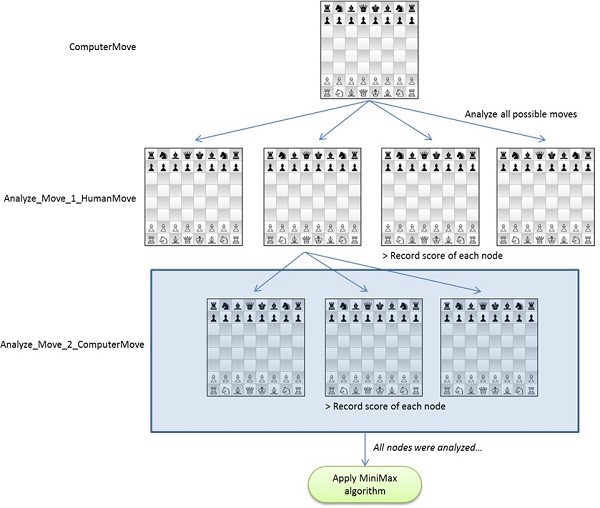 ComputerMove
Analyze all possible moves
Analyze_Move_1_HumanMove
> Record score of each node
Analyze_Move_2_ComputerMove
> Record score of each node
All nodes were analyzed...
Apply MiniMax
algorithm